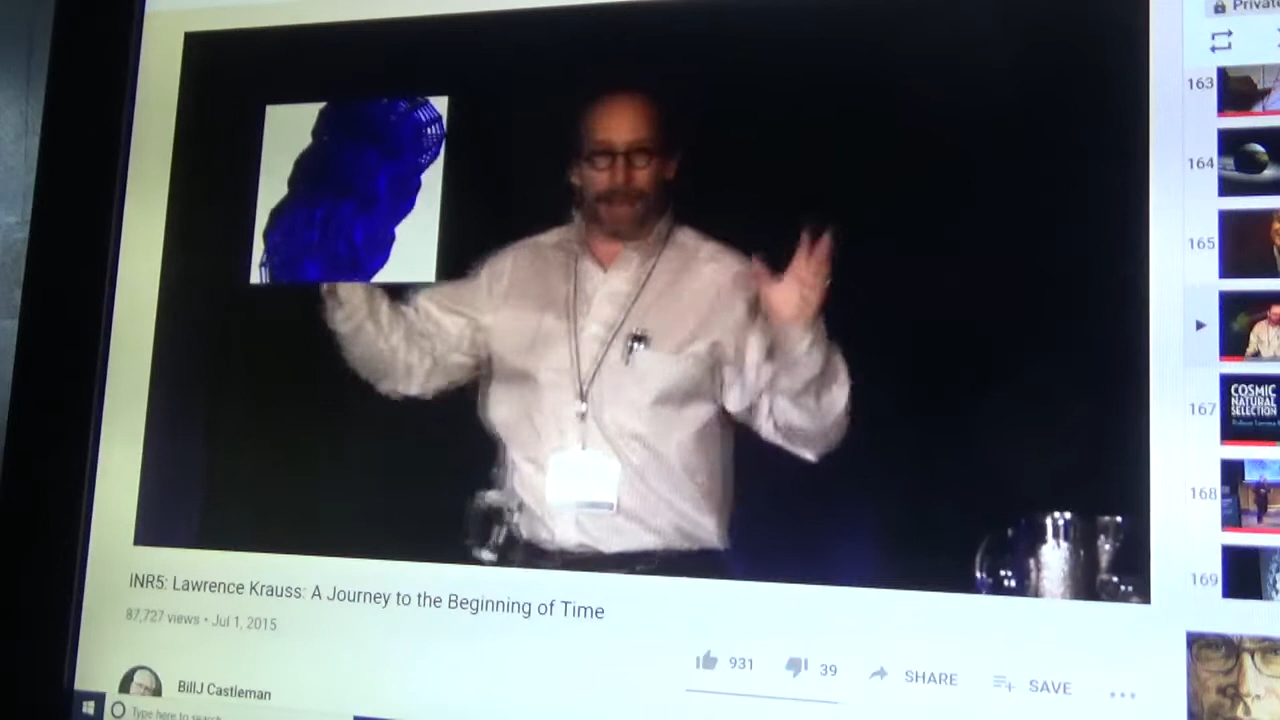 Private
163
164
165
COSMIC
NATURAL
SELECTION
167
168
169
INR5: Lawrence Krauss: A Journey to the Beginning of Time
87,727 views • Jul 1, 2015
931
39
SHARE
SAVE
BillJ Castleman
Type here to search